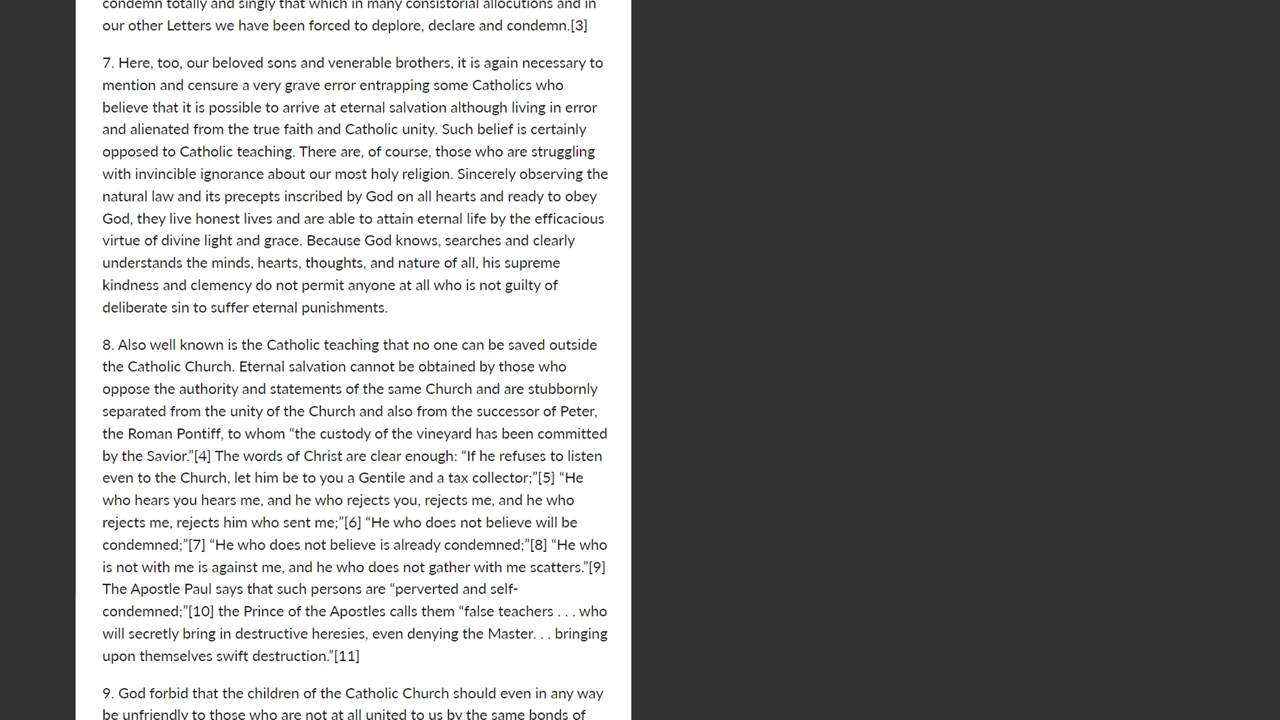 condemn totally and singly that which in many consistorial allocutions and in
our other Letters we have been forced to deplore, declare and condemn.[3]
7. Here, too, our beloved sons and venerable brothers, it is again necessary to
mention and censure a very grave error entrapping some Catholics who
believe that it is possible to arrive at eternal salvation although living in error
and alienated from the true faith and Catholic unity. Such belief is certainly
opposed to Catholic teaching. There are, of course, those who are struggling
with invincible ignorance about our most holy religion. Sincerely observing the
natural law and its precepts inscribed by God on all hearts and ready to obey
God, they live honest lives and are able to attain eternal life by the efficacious
virtue of divine light and grace. Because God knows, searches and clearly
understands the minds, hearts, thoughts, and nature of all, his supreme
kindness and clemency do not permit anyone at all who is not guilty of
deliberate sin to suffer eternal punishments.
8. Also well known is the Catholic teaching that no one can be saved outside
the Catholic Church. Eternal salvation cannot be obtained by those who
oppose the authority and statements of the same Church and are stubbornly
separated from the unity of the Church and also from the successor of Peter,
the Roman Pontiff, to whom “the custody of the vineyard has been committed
by the Savior.”[4] The words of Christ are clear enough: “If he refuses to listen
even to the Church, let him be to you a Gentile and a tax collector;”[5] “He
who hears you hears me, and he who rejects you, rejects me, and he who
rejects me, rejects him who sent me;”[6] “He who does not believe will be
condemned;”[7] “He who does not believe is already condemned;”[8] “He who
is not with me is against me, and he who does not gather with me scatters.”[9]
The Apostle Paul says that such persons are “perverted and self-
condemned;”[10] the Prince of the Apostles calls them “false teachers . . . who
will secretly bring in destructive heresies, even denying the Master. . . bringing
upon themselves swift destruction.”[11]
9. God forbid that the children of the Catholic Church should even in any way
be unfriendly to those who are not at all united to us by the same bonds of